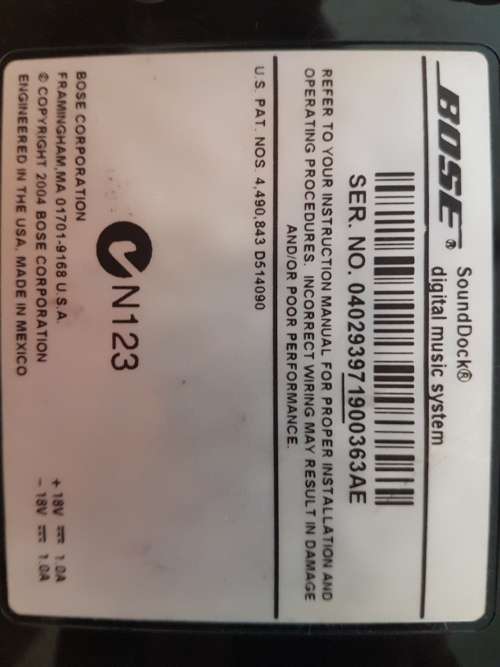 BOSE®
SoundDock®
digital music system
SER. NO. 040293971900363AE
REFER TO YOUR INSTRUCTION MANUAL FOR PROPER INSTALLATION AND
OPERATING PROCEDURES. INCORRECT WIRING MAY RESULT IN DAMAGE
AND/OR POOR PERFORMANCE.
U.S. PAT. NOS. 4,490,843 D514090
N123
BOSE CORPORATION
FRAMINGHAM,MA 01701-9168 U.S.A.
© COPYRIGHT 2004 BOSE CORPORATION
ENGINEERED IN THE USA, MADE IN MEXICO
+ 18V ⎓ 1.0A
- 18V ⎓ 1.0A